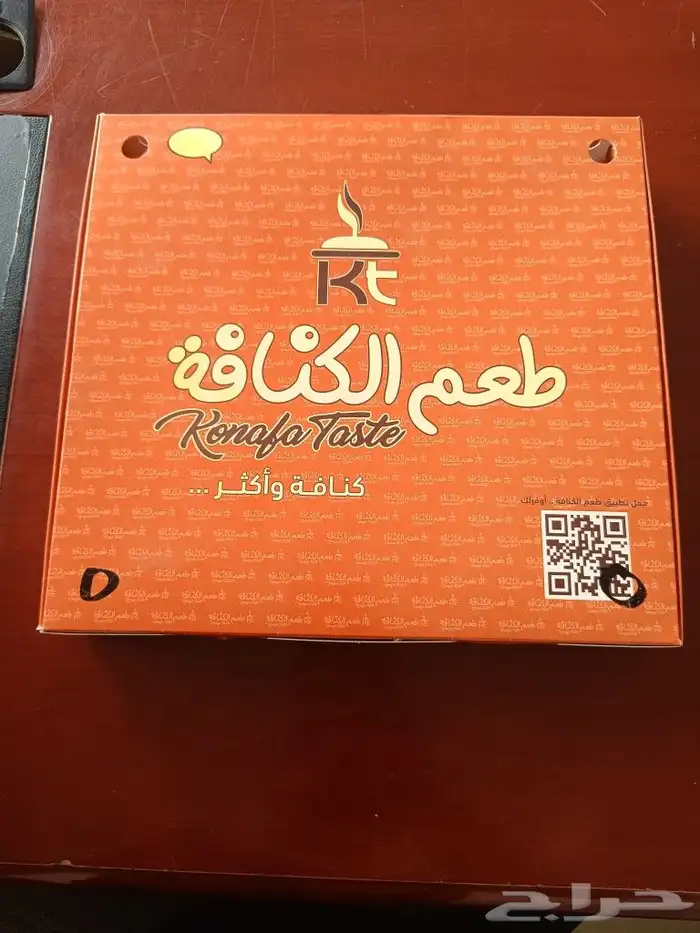 Kt
طعم الكنافة
Konafa Taste
كنافة وأكثر ...
حمل تطبيق طعم الكنافة .. أوفرلك
حراج